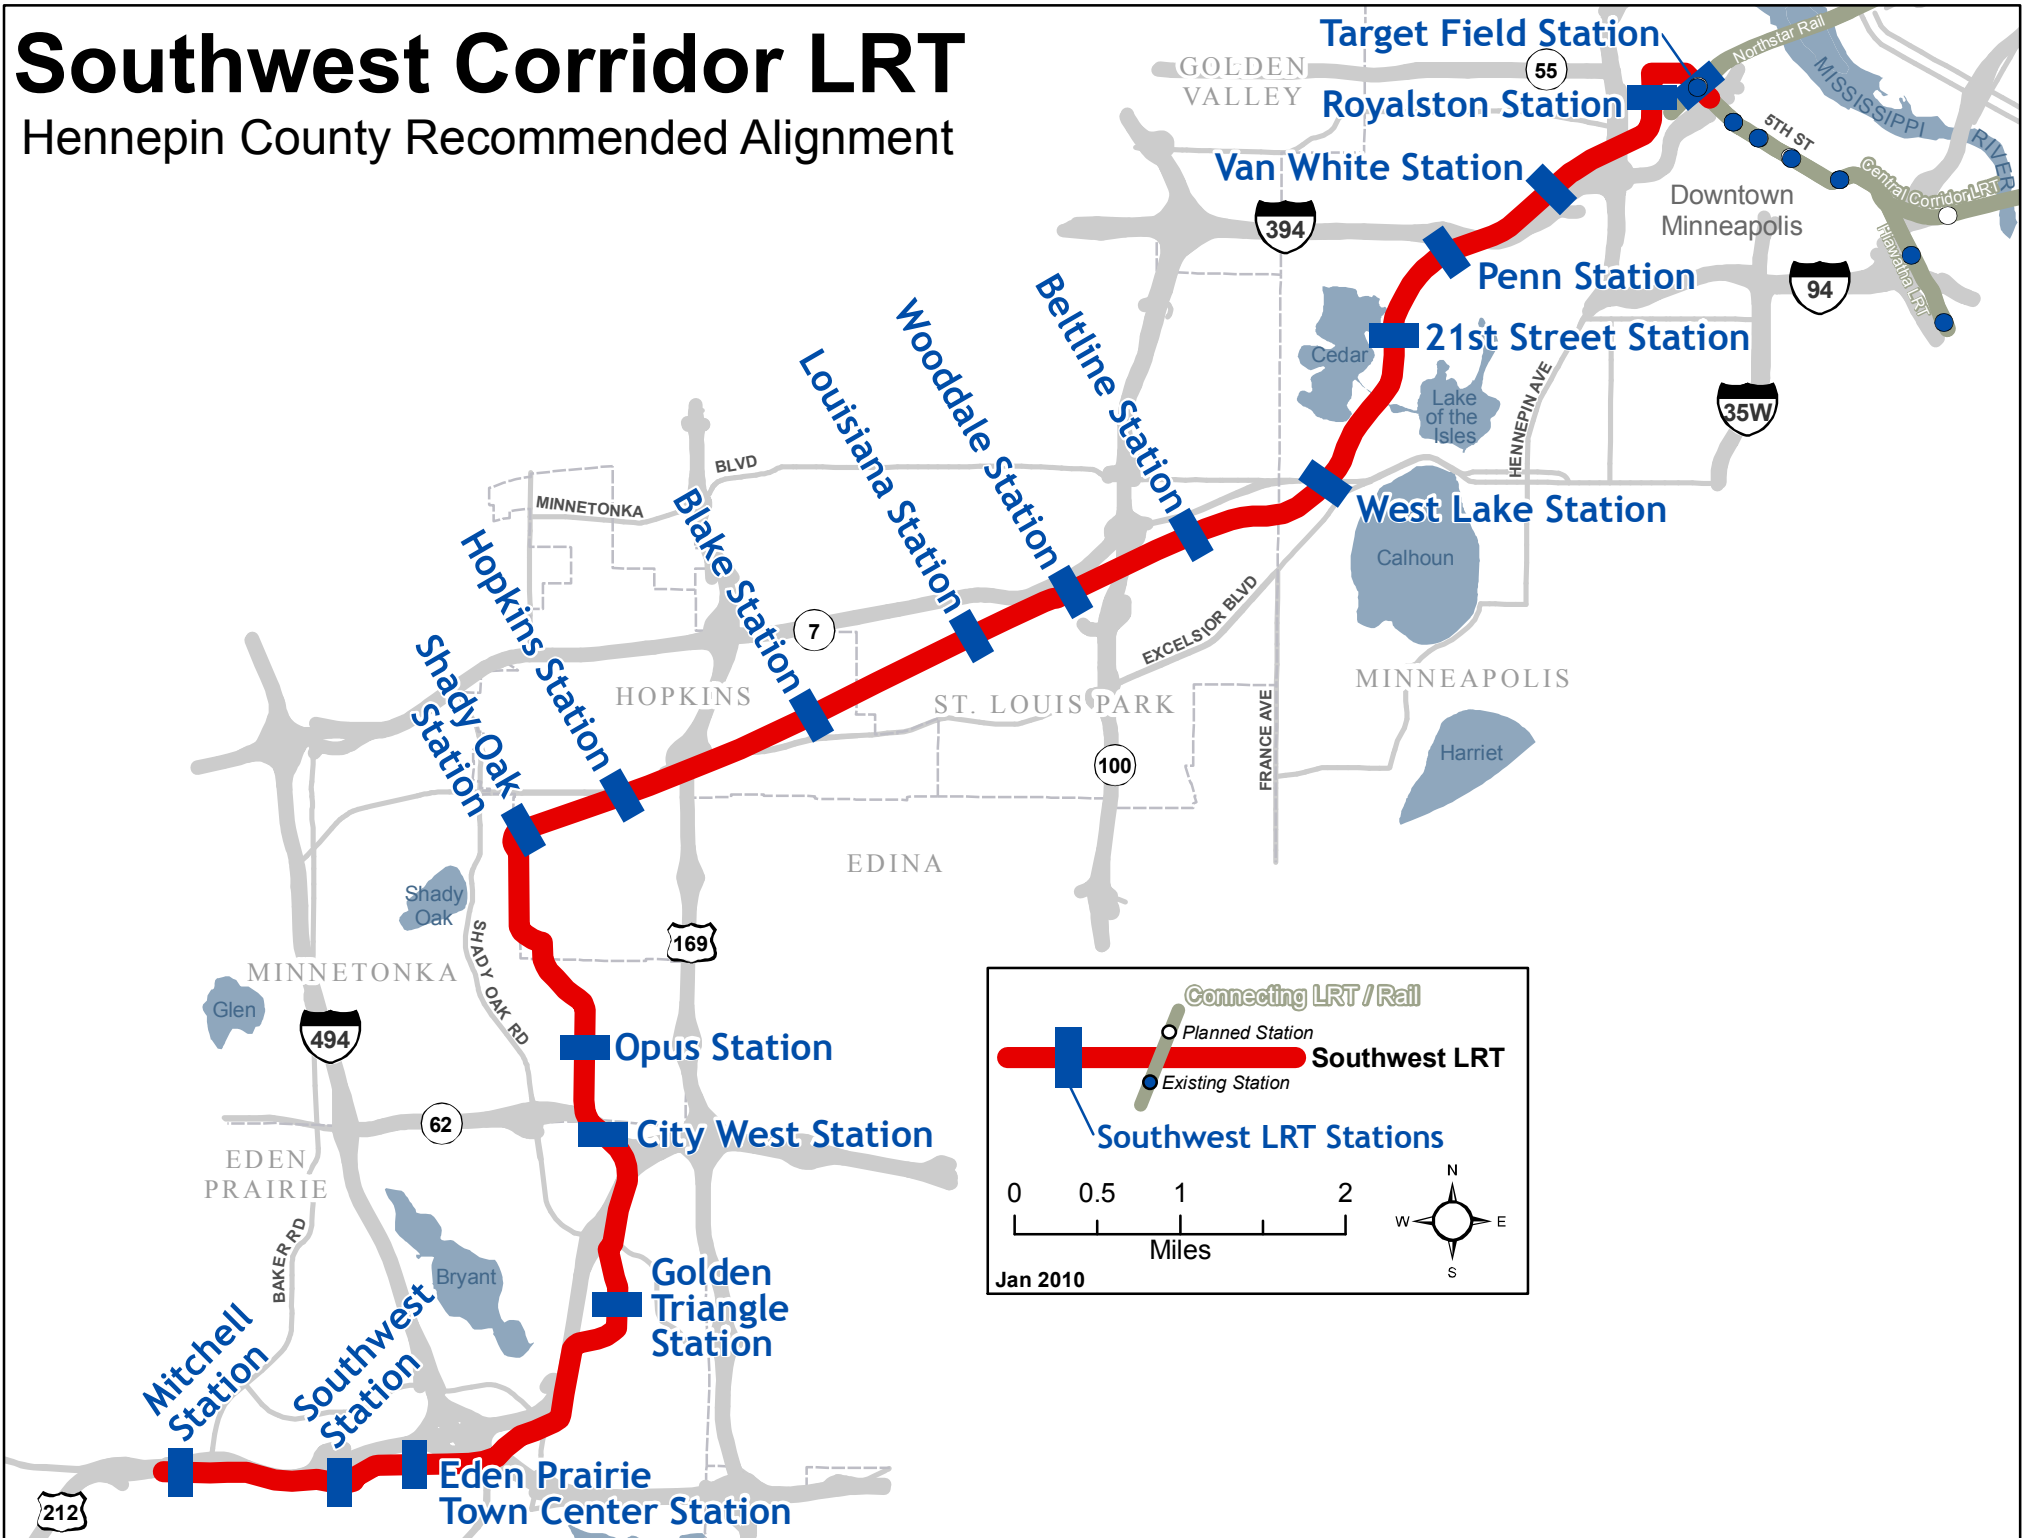 Southwest Corridor LRT
Hennepin County Recommended Alignment
Target Field Station
Northstar Rail
GOLDEN
VALLEY
55
Royalston Station
MISSISSIPPI
RIVER
5TH ST
Van White Station
Central Corridor LRT
Downtown
Minneapolis
394
Hiawatha LRT
Penn Station
94
Beltline Station
Wooddale Station
21st Street Station
Cedar
Louisiana Station
HENNEPIN AVE
Lake
of the
Isles
35W
BLVD
MINNETONKA
Blake Station
West Lake Station
Hopkins Station
Calhoun
7
EXCELSIOR BLVD
Shady Oak
Station
HOPKINS
ST. LOUIS PARK
MINNEAPOLIS
FRANCE AVE
Harriet
100
EDINA
Shady
Oak
SHADY OAK RD
169
MINNETONKA
Glen
494
Opus Station
62
City West Station
EDEN
PRAIRIE
BAKER RD
Bryant
Golden
Triangle
Station
Mitchell
Station
Southwest
Station
Eden Prairie
Town Center Station
212
Connecting LRT / Rail
Planned Station
Southwest LRT
Existing Station
Southwest LRT Stations
0 0.5 1 2
Miles
N
W E
S
Jan 2010